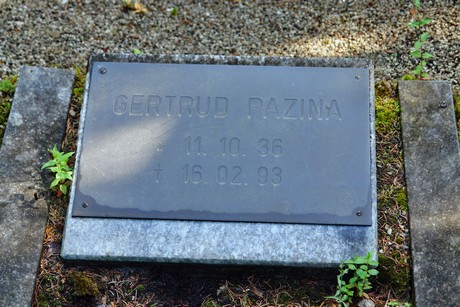 GERTRUD PAZINA
* 11. 10. 36
† 16. 02. 93